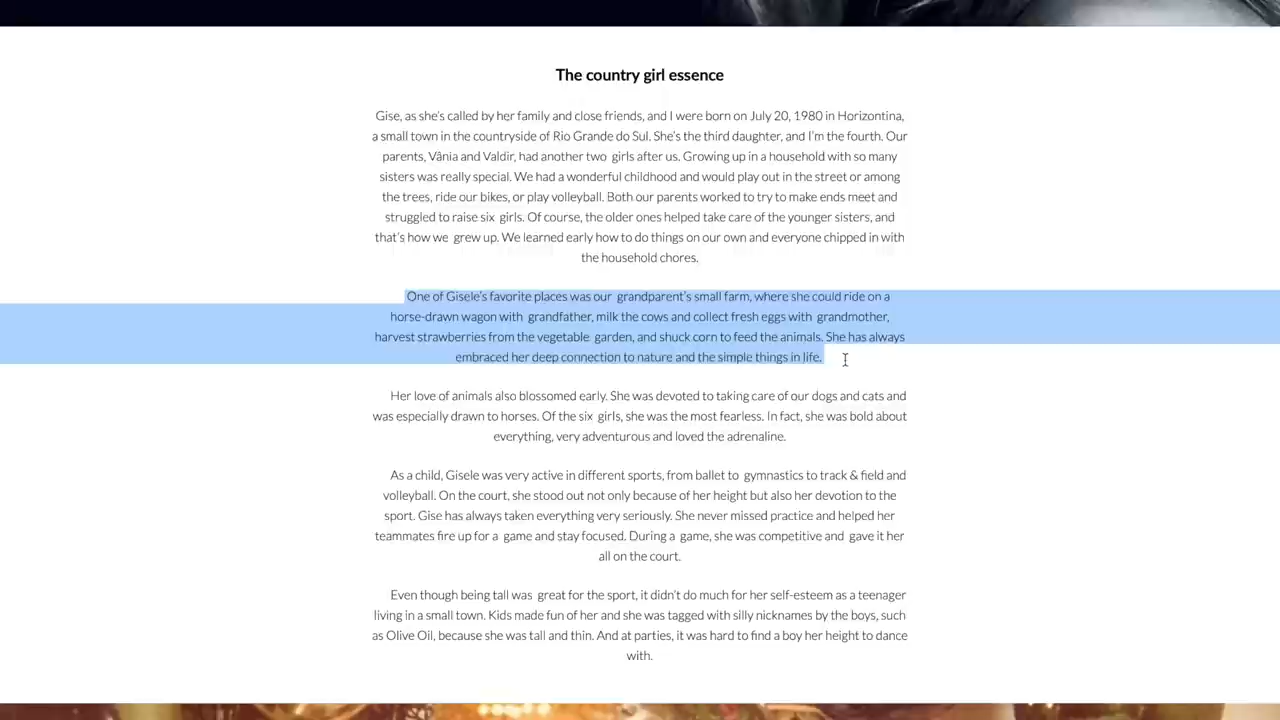 The country girl essence
Gise, as she's called by her family and close friends, and I were born on July 20, 1980 in Horizontina,
a small town in the countryside of Rio Grande do Sul. She's the third daughter, and I'm the fourth. Our
parents, Vânia and Valdir, had another two girls after us. Growing up in a household with so many
sisters was really special. We had a wonderful childhood and would play out in the street or among
the trees, ride our bikes, or play volleyball. Both our parents worked to try to make ends meet and
struggled to raise six girls. Of course, the older ones helped take care of the younger sisters, and
that's how we grew up. We learned early how to do things on our own and everyone chipped in with
the household chores.
One of Gisele's favorite places was our grandparent's small farm, where she could ride on a
horse-drawn wagon with grandfather, milk the cows and collect fresh eggs with grandmother,
harvest strawberries from the vegetable garden, and shuck corn to feed the animals. She has always
embraced her deep connection to nature and the simple things in life.
Her love of animals also blossomed early. She was devoted to taking care of our dogs and cats and
was especially drawn to horses. Of the six girls, she was the most fearless. In fact, she was bold about
everything, very adventurous and loved the adrenaline.
As a child, Gisele was very active in different sports, from ballet to gymnastics to track & field and
volleyball. On the court, she stood out not only because of her height but also her devotion to the
sport. Gise has always taken everything very seriously. She never missed practice and helped her
teammates fire up for a game and stay focused. During a game, she was competitive and gave it her
all on the court.
Even though being tall was great for the sport, it didn't do much for her self-esteem as a teenager
living in a small town. Kids made fun of her and she was tagged with silly nicknames by the boys, such
as Olive Oil, because she was tall and thin. And at parties, it was hard to find a boy her height to dance
with.